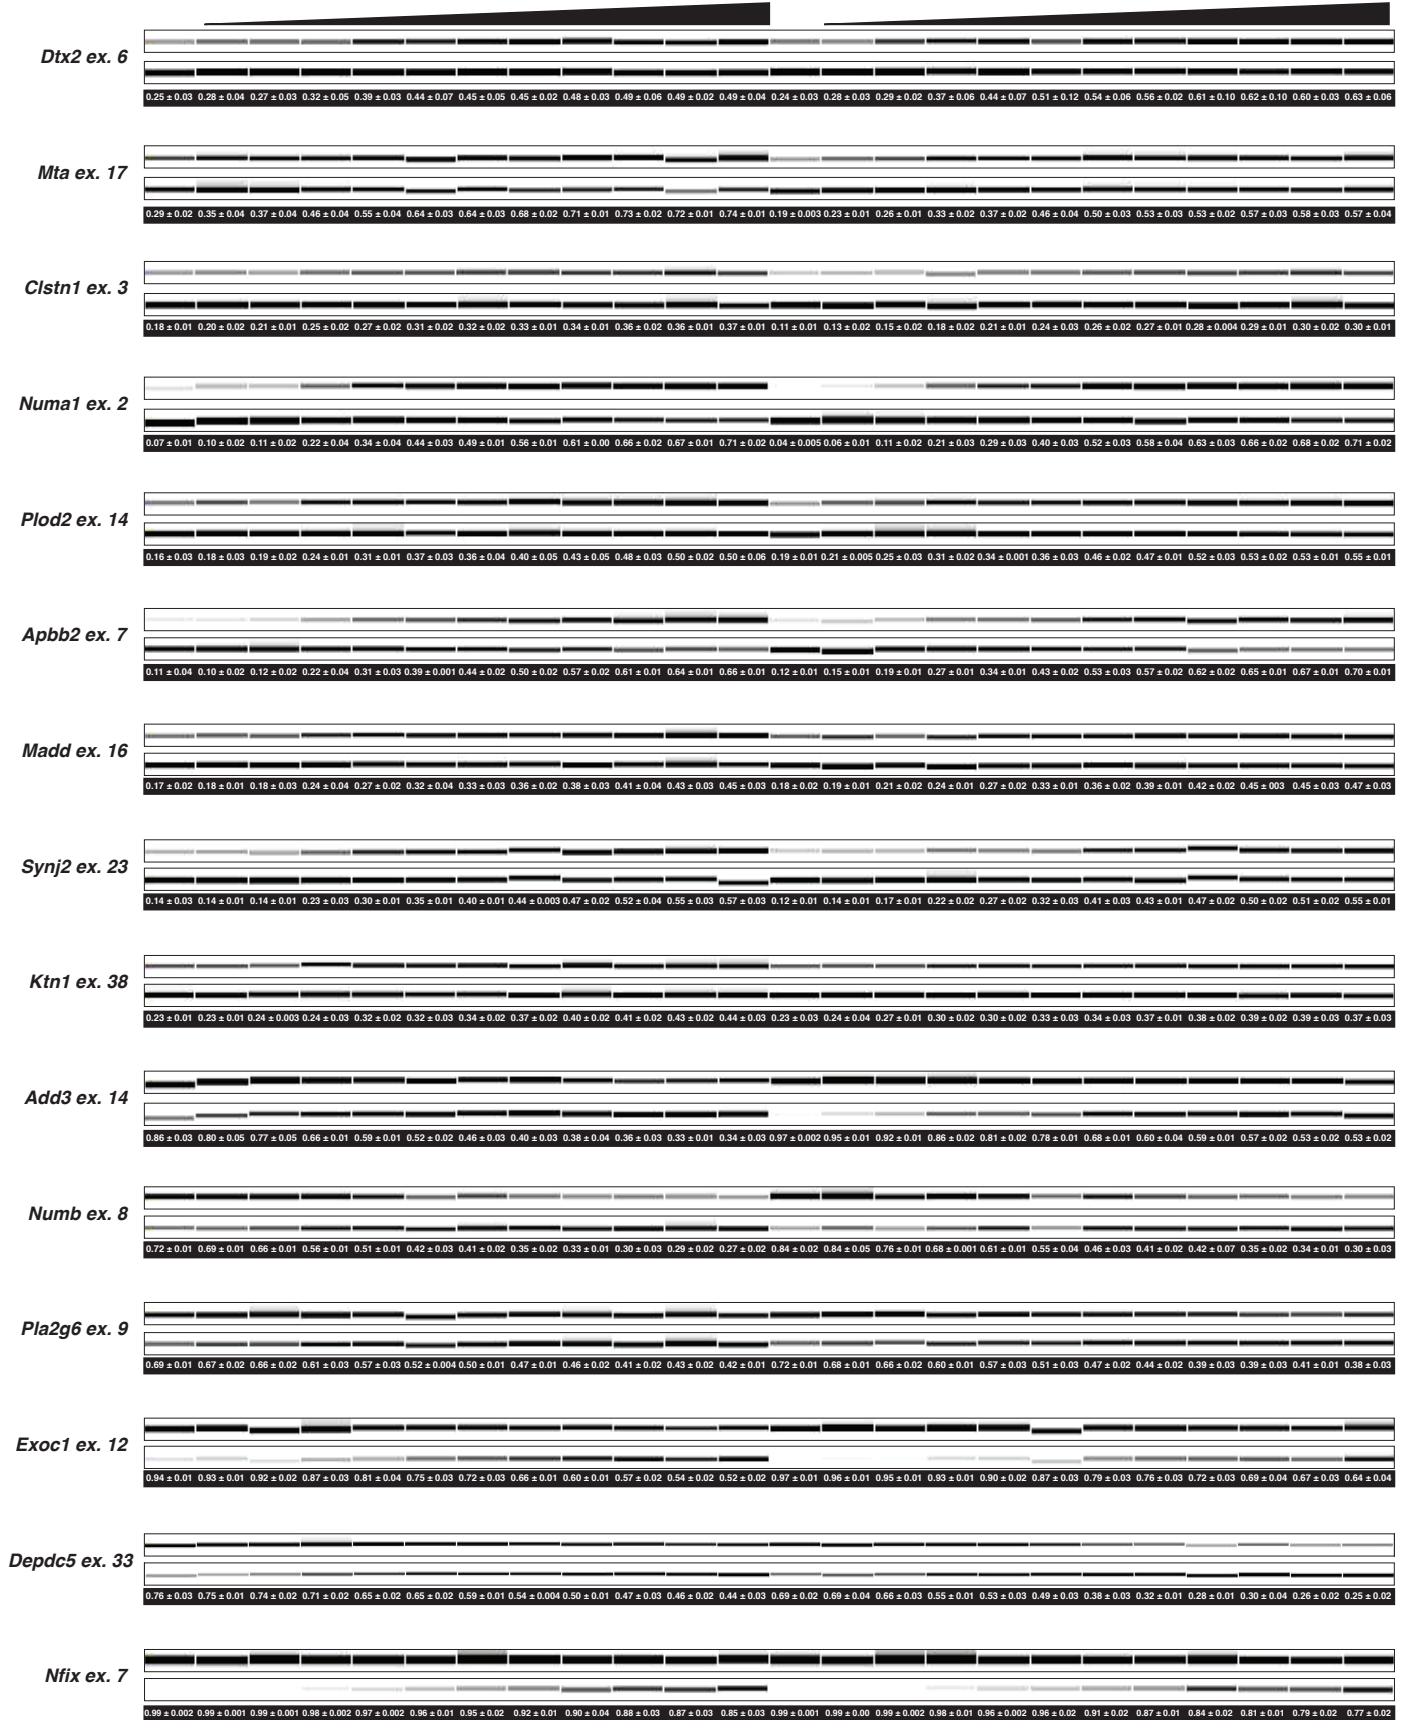 Dtx2 ex. 6
0.25 ± 0.03 0.28 ± 0.04 0.27 ± 0.03 0.32 ± 0.05 0.39 ± 0.03 0.44 ± 0.07 0.45 ± 0.05 0.45 ± 0.02 0.48 ± 0.03 0.49 ± 0.06 0.49 ± 0.02 0.49 ± 0.04 0.24 ± 0.03 0.28 ± 0.03 0.29 ± 0.02 0.37 ± 0.06 0.44 ± 0.07 0.51 ± 0.12 0.54 ± 0.06 0.56 ± 0.02 0.61 ± 0.10 0.62 ± 0.10 0.60 ± 0.03 0.63 ± 0.06
Mta ex. 17
0.29 ± 0.02 0.35 ± 0.04 0.37 ± 0.04 0.46 ± 0.04 0.55 ± 0.04 0.64 ± 0.03 0.64 ± 0.03 0.68 ± 0.02 0.71 ± 0.01 0.73 ± 0.02 0.72 ± 0.01 0.74 ± 0.01 0.19 ± 0.003 0.23 ± 0.01 0.26 ± 0.01 0.33 ± 0.02 0.37 ± 0.02 0.46 ± 0.04 0.50 ± 0.03 0.53 ± 0.03 0.53 ± 0.02 0.57 ± 0.03 0.58 ± 0.03 0.57 ± 0.04
Clstn1 ex. 3
0.18 ± 0.01 0.20 ± 0.02 0.21 ± 0.01 0.25 ± 0.02 0.27 ± 0.02 0.31 ± 0.02 0.32 ± 0.02 0.33 ± 0.01 0.34 ± 0.01 0.36 ± 0.02 0.36 ± 0.01 0.37 ± 0.01 0.11 ± 0.01 0.13 ± 0.02 0.15 ± 0.02 0.18 ± 0.02 0.21 ± 0.01 0.24 ± 0.03 0.26 ± 0.02 0.27 ± 0.01 0.28 ± 0.004 0.29 ± 0.01 0.30 ± 0.02 0.30 ± 0.01
Numa1 ex. 2
0.07 ± 0.01 0.10 ± 0.02 0.11 ± 0.02 0.22 ± 0.04 0.34 ± 0.04 0.44 ± 0.03 0.49 ± 0.01 0.56 ± 0.01 0.61 ± 0.00 0.66 ± 0.02 0.67 ± 0.01 0.71 ± 0.02 0.04 ± 0.005 0.06 ± 0.01 0.11 ± 0.02 0.21 ± 0.03 0.29 ± 0.03 0.40 ± 0.03 0.52 ± 0.03 0.58 ± 0.04 0.63 ± 0.03 0.66 ± 0.02 0.68 ± 0.02 0.71 ± 0.02
Plod2 ex. 14
0.16 ± 0.03 0.18 ± 0.03 0.19 ± 0.02 0.24 ± 0.01 0.31 ± 0.01 0.37 ± 0.03 0.36 ± 0.04 0.40 ± 0.05 0.43 ± 0.05 0.48 ± 0.03 0.50 ± 0.02 0.50 ± 0.06 0.19 ± 0.01 0.21 ± 0.005 0.25 ± 0.03 0.31 ± 0.02 0.34 ± 0.001 0.36 ± 0.03 0.46 ± 0.02 0.47 ± 0.01 0.52 ± 0.03 0.53 ± 0.02 0.53 ± 0.01 0.55 ± 0.01
Apbb2 ex. 7
0.11 ± 0.04 0.10 ± 0.02 0.12 ± 0.02 0.22 ± 0.04 0.31 ± 0.03 0.39 ± 0.001 0.44 ± 0.02 0.50 ± 0.02 0.57 ± 0.02 0.61 ± 0.01 0.64 ± 0.01 0.66 ± 0.01 0.12 ± 0.01 0.15 ± 0.01 0.19 ± 0.01 0.27 ± 0.01 0.34 ± 0.01 0.43 ± 0.02 0.53 ± 0.03 0.57 ± 0.02 0.62 ± 0.02 0.65 ± 0.01 0.67 ± 0.01 0.70 ± 0.01
Madd ex. 16
0.17 ± 0.02 0.18 ± 0.01 0.18 ± 0.03 0.24 ± 0.04 0.27 ± 0.02 0.32 ± 0.04 0.33 ± 0.03 0.36 ± 0.02 0.38 ± 0.03 0.41 ± 0.04 0.43 ± 0.03 0.45 ± 0.03 0.18 ± 0.02 0.19 ± 0.01 0.21 ± 0.02 0.24 ± 0.01 0.27 ± 0.02 0.33 ± 0.01 0.36 ± 0.02 0.39 ± 0.01 0.42 ± 0.02 0.45 ± 003 0.45 ± 0.03 0.47 ± 0.03
Synj2 ex. 23
0.14 ± 0.03 0.14 ± 0.01 0.14 ± 0.01 0.23 ± 0.03 0.30 ± 0.01 0.35 ± 0.01 0.40 ± 0.01 0.44 ± 0.003 0.47 ± 0.02 0.52 ± 0.04 0.55 ± 0.03 0.57 ± 0.03 0.12 ± 0.01 0.14 ± 0.01 0.17 ± 0.01 0.22 ± 0.02 0.27 ± 0.02 0.32 ± 0.03 0.41 ± 0.03 0.43 ± 0.01 0.47 ± 0.02 0.50 ± 0.02 0.51 ± 0.02 0.55 ± 0.01
Ktn1 ex. 38
0.23 ± 0.01 0.23 ± 0.01 0.24 ± 0.003 0.24 ± 0.03 0.32 ± 0.02 0.32 ± 0.03 0.34 ± 0.02 0.37 ± 0.02 0.40 ± 0.02 0.41 ± 0.02 0.43 ± 0.02 0.44 ± 0.03 0.23 ± 0.03 0.24 ± 0.04 0.27 ± 0.01 0.30 ± 0.02 0.30 ± 0.02 0.33 ± 0.03 0.34 ± 0.03 0.37 ± 0.01 0.38 ± 0.02 0.39 ± 0.02 0.39 ± 0.03 0.37 ± 0.03
Add3 ex. 14
0.86 ± 0.03 0.80 ± 0.05 0.77 ± 0.05 0.66 ± 0.01 0.59 ± 0.01 0.52 ± 0.02 0.46 ± 0.03 0.40 ± 0.03 0.38 ± 0.04 0.36 ± 0.03 0.33 ± 0.01 0.34 ± 0.03 0.97 ± 0.002 0.95 ± 0.01 0.92 ± 0.01 0.86 ± 0.02 0.81 ± 0.02 0.78 ± 0.01 0.68 ± 0.01 0.60 ± 0.04 0.59 ± 0.01 0.57 ± 0.02 0.53 ± 0.02 0.53 ± 0.02
Numb ex. 8
0.72 ± 0.01 0.69 ± 0.01 0.66 ± 0.01 0.56 ± 0.01 0.51 ± 0.01 0.42 ± 0.03 0.41 ± 0.02 0.35 ± 0.02 0.33 ± 0.01 0.30 ± 0.03 0.29 ± 0.02 0.27 ± 0.02 0.84 ± 0.02 0.84 ± 0.05 0.76 ± 0.01 0.68 ± 0.001 0.61 ± 0.01 0.55 ± 0.04 0.46 ± 0.03 0.41 ± 0.02 0.42 ± 0.07 0.35 ± 0.02 0.34 ± 0.01 0.30 ± 0.03
Pla2g6 ex. 9
0.69 ± 0.01 0.67 ± 0.02 0.66 ± 0.02 0.61 ± 0.03 0.57 ± 0.03 0.52 ± 0.004 0.50 ± 0.01 0.47 ± 0.01 0.46 ± 0.02 0.41 ± 0.02 0.43 ± 0.02 0.42 ± 0.01 0.72 ± 0.01 0.68 ± 0.01 0.66 ± 0.02 0.60 ± 0.01 0.57 ± 0.03 0.51 ± 0.03 0.47 ± 0.02 0.44 ± 0.02 0.39 ± 0.03 0.39 ± 0.03 0.41 ± 0.01 0.38 ± 0.03
Exoc1 ex. 12
0.94 ± 0.01 0.93 ± 0.01 0.92 ± 0.02 0.87 ± 0.03 0.81 ± 0.04 0.75 ± 0.03 0.72 ± 0.03 0.66 ± 0.01 0.60 ± 0.01 0.57 ± 0.02 0.54 ± 0.02 0.52 ± 0.02 0.97 ± 0.01 0.96 ± 0.01 0.95 ± 0.01 0.93 ± 0.01 0.90 ± 0.02 0.87 ± 0.03 0.79 ± 0.03 0.76 ± 0.03 0.72 ± 0.03 0.69 ± 0.04 0.67 ± 0.03 0.64 ± 0.04
Depdc5 ex. 33
0.76 ± 0.03 0.75 ± 0.01 0.74 ± 0.02 0.71 ± 0.02 0.65 ± 0.02 0.65 ± 0.02 0.59 ± 0.01 0.54 ± 0.004 0.50 ± 0.01 0.47 ± 0.03 0.46 ± 0.02 0.44 ± 0.03 0.69 ± 0.02 0.69 ± 0.04 0.66 ± 0.03 0.55 ± 0.01 0.53 ± 0.03 0.49 ± 0.03 0.38 ± 0.03 0.32 ± 0.01 0.28 ± 0.01 0.30 ± 0.04 0.26 ± 0.02 0.25 ± 0.02
Nfix ex. 7
0.99 ± 0.002 0.99 ± 0.001 0.99 ± 0.001 0.98 ± 0.002 0.97 ± 0.002 0.96 ± 0.01 0.95 ± 0.02 0.92 ± 0.01 0.90 ± 0.04 0.88 ± 0.03 0.87 ± 0.03 0.85 ± 0.03 0.99 ± 0.001 0.99 ± 0.00 0.99 ± 0.002 0.98 ± 0.01 0.96 ± 0.002 0.96 ± 0.02 0.91 ± 0.02 0.87 ± 0.01 0.84 ± 0.02 0.81 ± 0.01 0.79 ± 0.02 0.77 ± 0.02